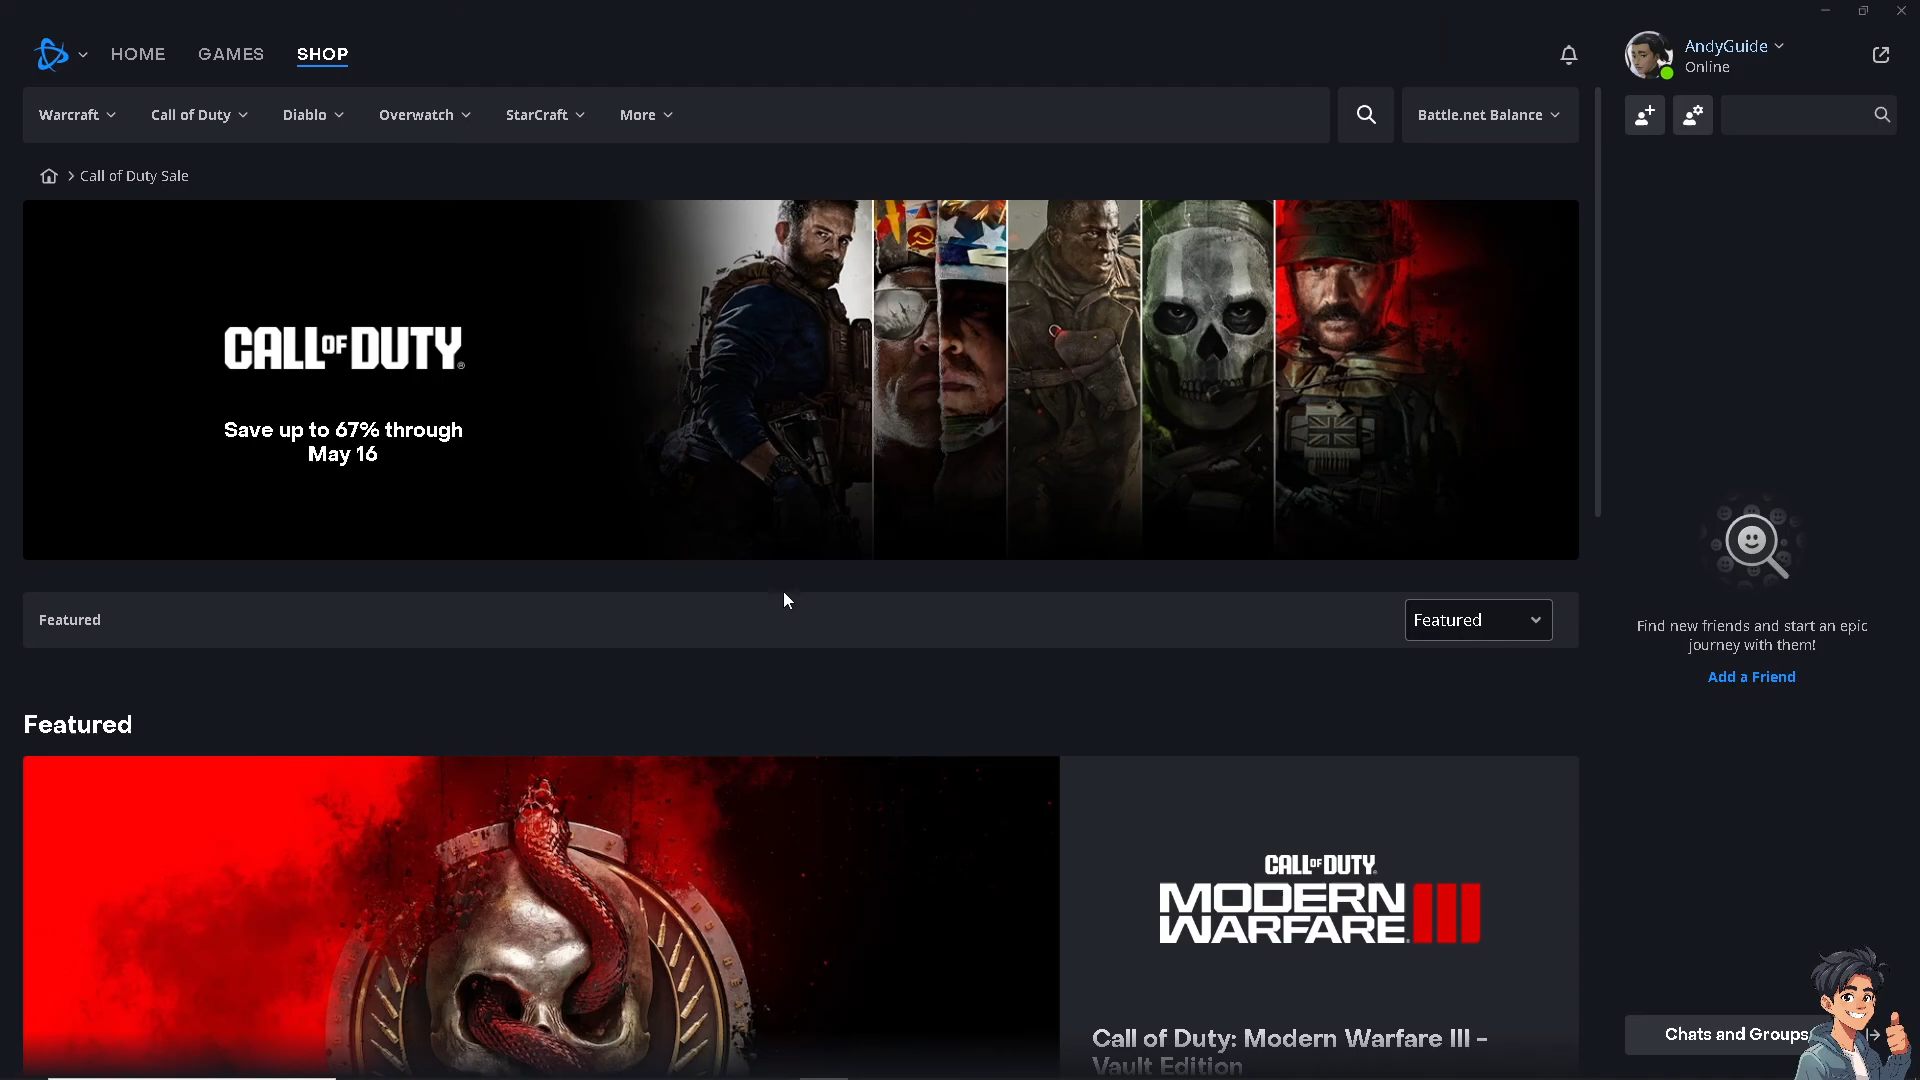 HOME GAMES SHOP
AndyGuide
Online
Warcraft Call of Duty Diablo Overwatch StarCraft More Battle.net Balance
> Call of Duty Sale
CALL OF DUTY®
Save up to 67% through
May 16
Featured Featured
Find new friends and start an epic
journey with them!
Add a Friend
Featured
CALL OF DUTY®
MODERN
WARFARE® III
Call of Duty: Modern Warfare III -
Vault Edition
Chats and Groups